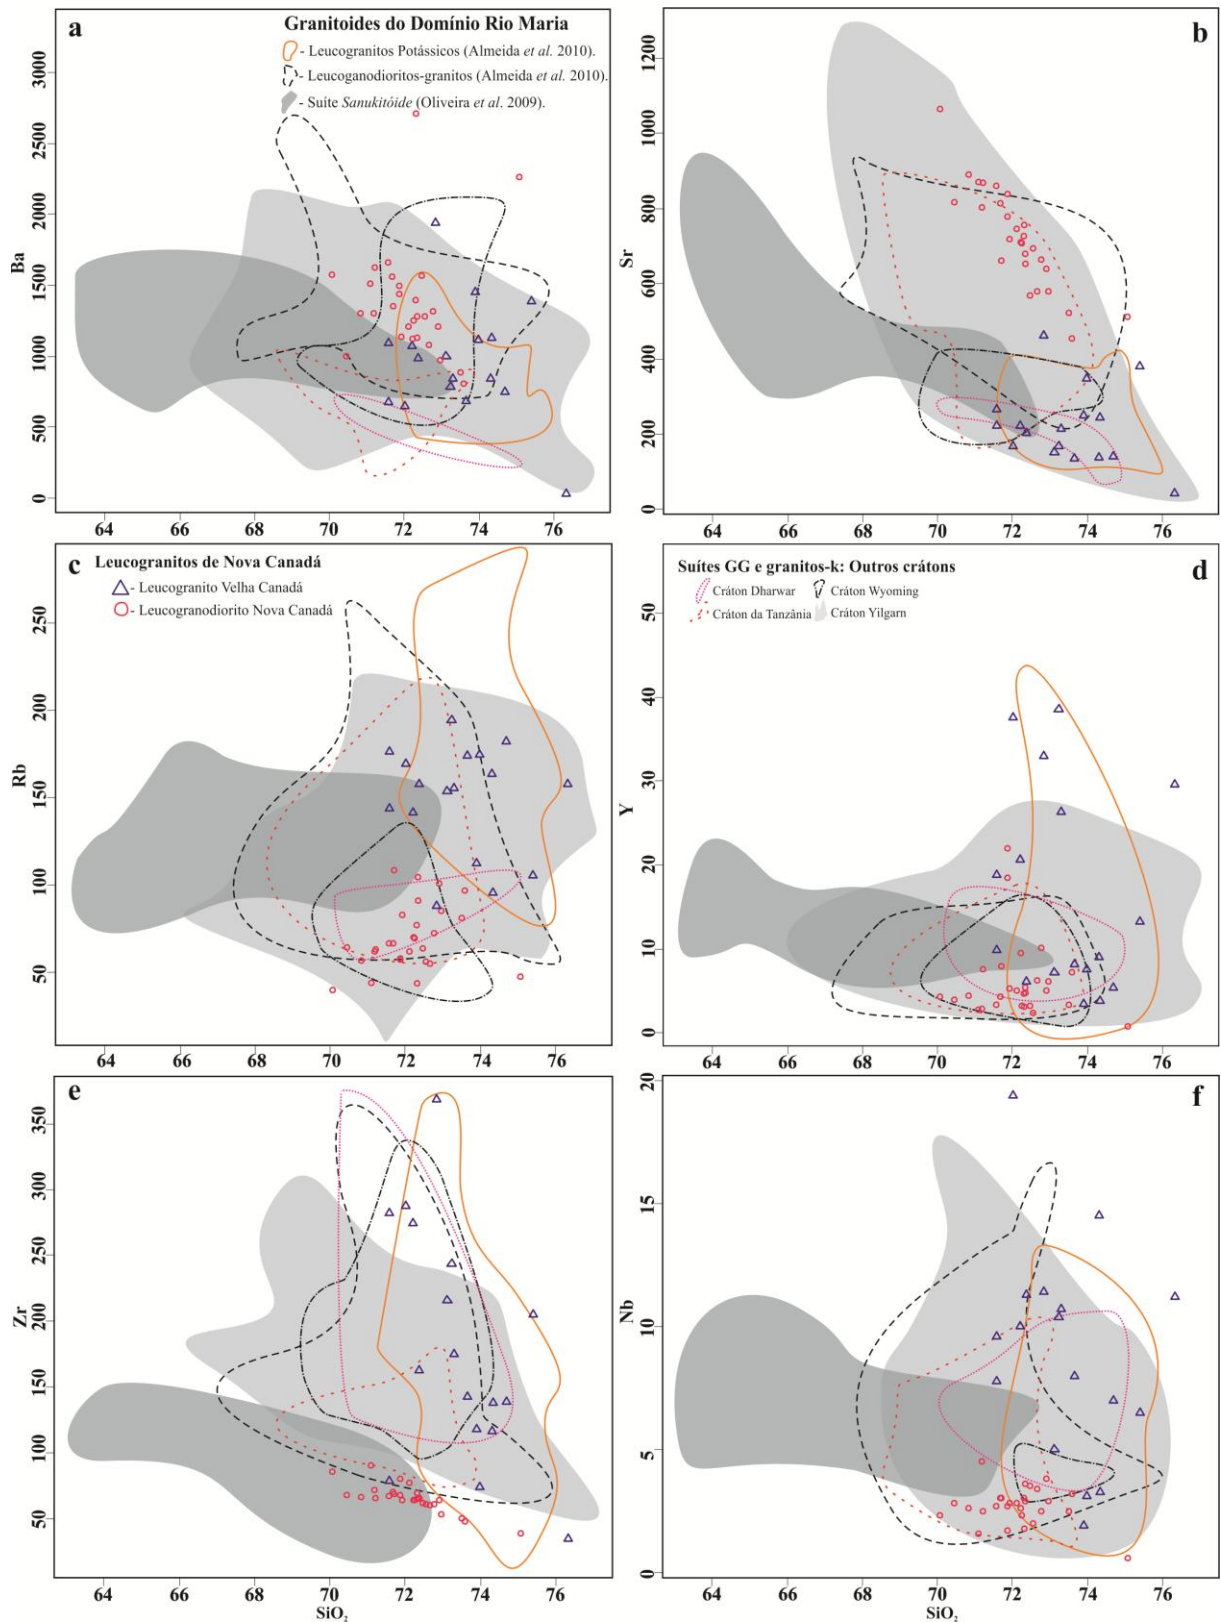 a
Granitoides do Domínio Rio Maria
- Leucogranitos Potássicos (Almeida et al. 2010).
- Leucoganodioritos-granitos (Almeida et al. 2010).
- Suíte Sanukitóide (Oliveira et al. 2009).
Ba
3000
2500
2000
1500
1000
500
0
64 66 68 70 72 74 76
b
Sr
1200
1000
800
600
400
200
0
64 66 68 70 72 74 76
c
Leucogranitos de Nova Canadá
- Leucogranito Velha Canadá
- Leucogranodiorito Nova Canadá
Rb
250
200
150
100
50
64 66 68 70 72 74 76
d
Suítes GG e granitos-k: Outros crátons
Cráton Dharwar
Cráton Wyoming
Cráton da Tanzânia
Cráton Yilgarn
Y
50
40
30
20
10
0
64 66 68 70 72 74 76
e
Zr
350
300
250
200
150
100
50
64 66 68 70 72 74 76
SiO₂
f
Nb
20
15
10
5
0
64 66 68 70 72 74 76
SiO₂